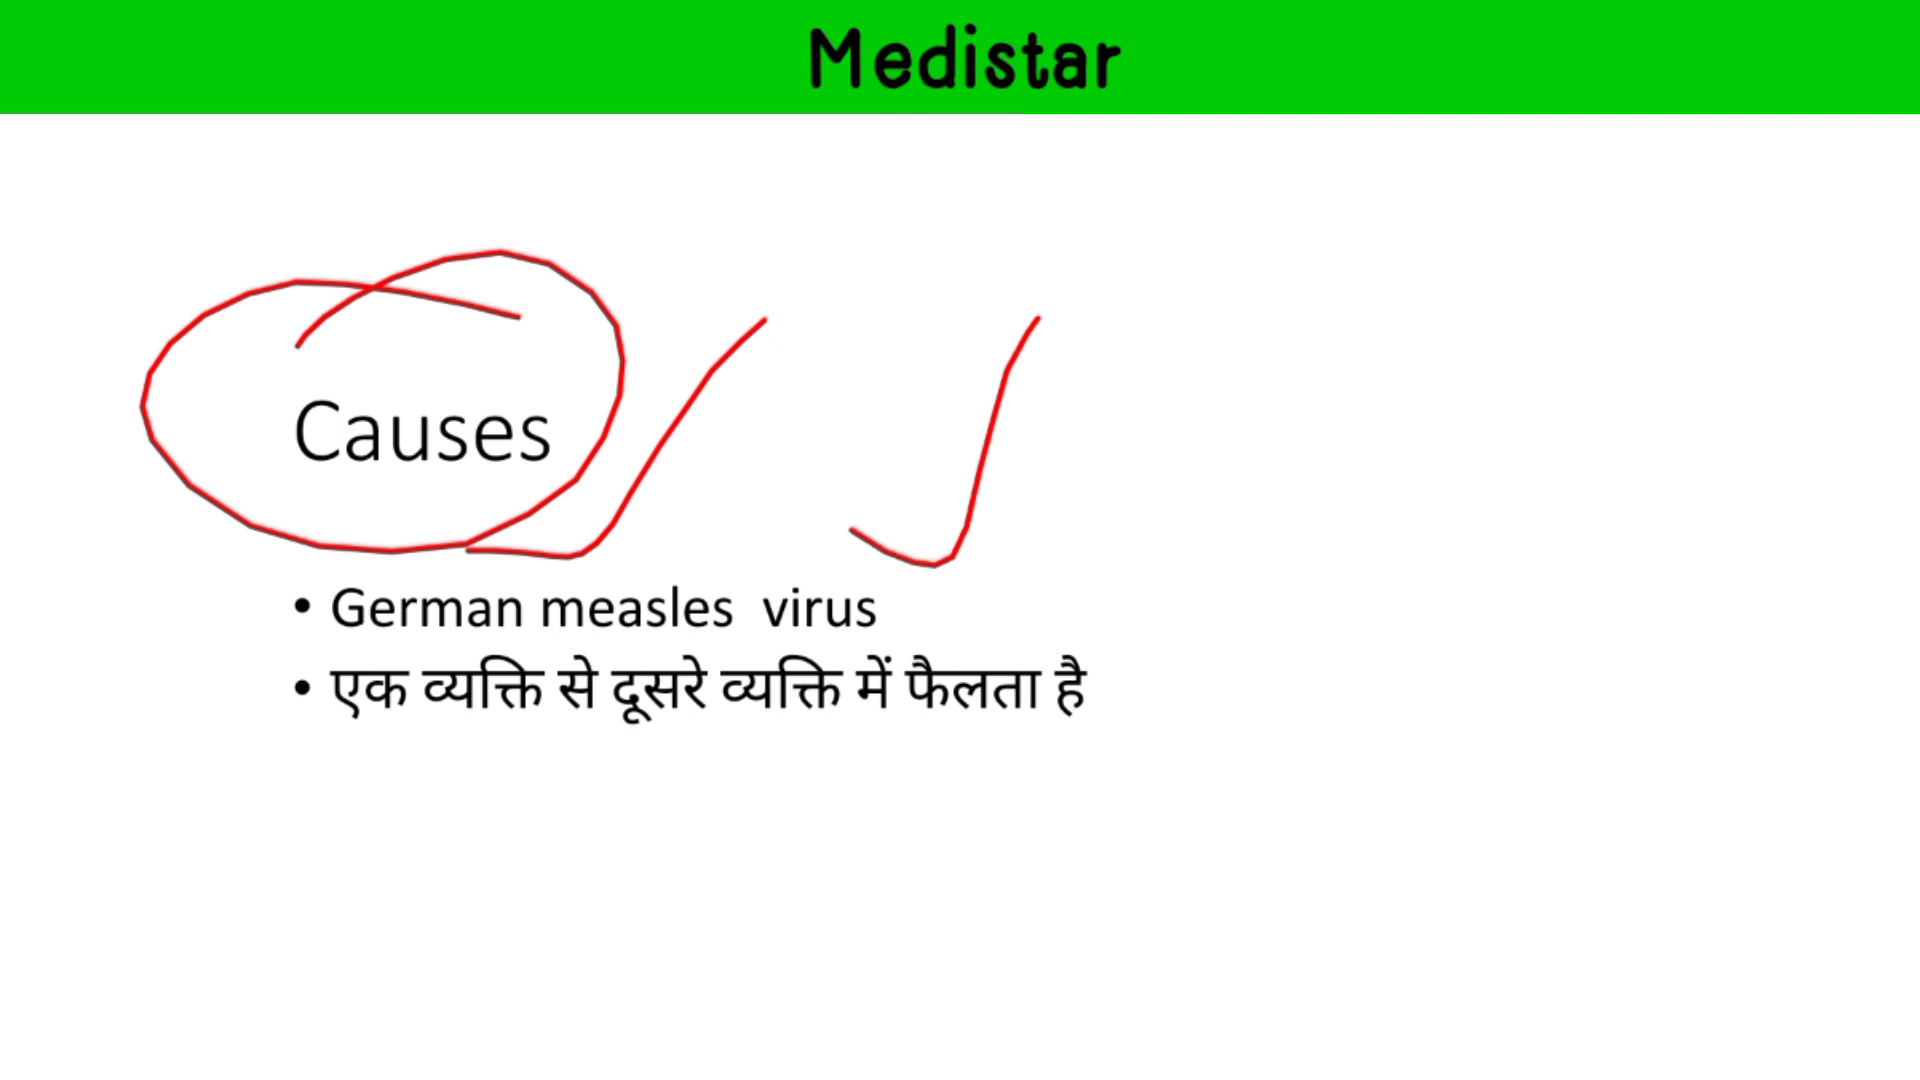 Medistar
Causes
• German measles  virus
• एक व्यक्ति से दूसरे व्यक्ति में फैलता है